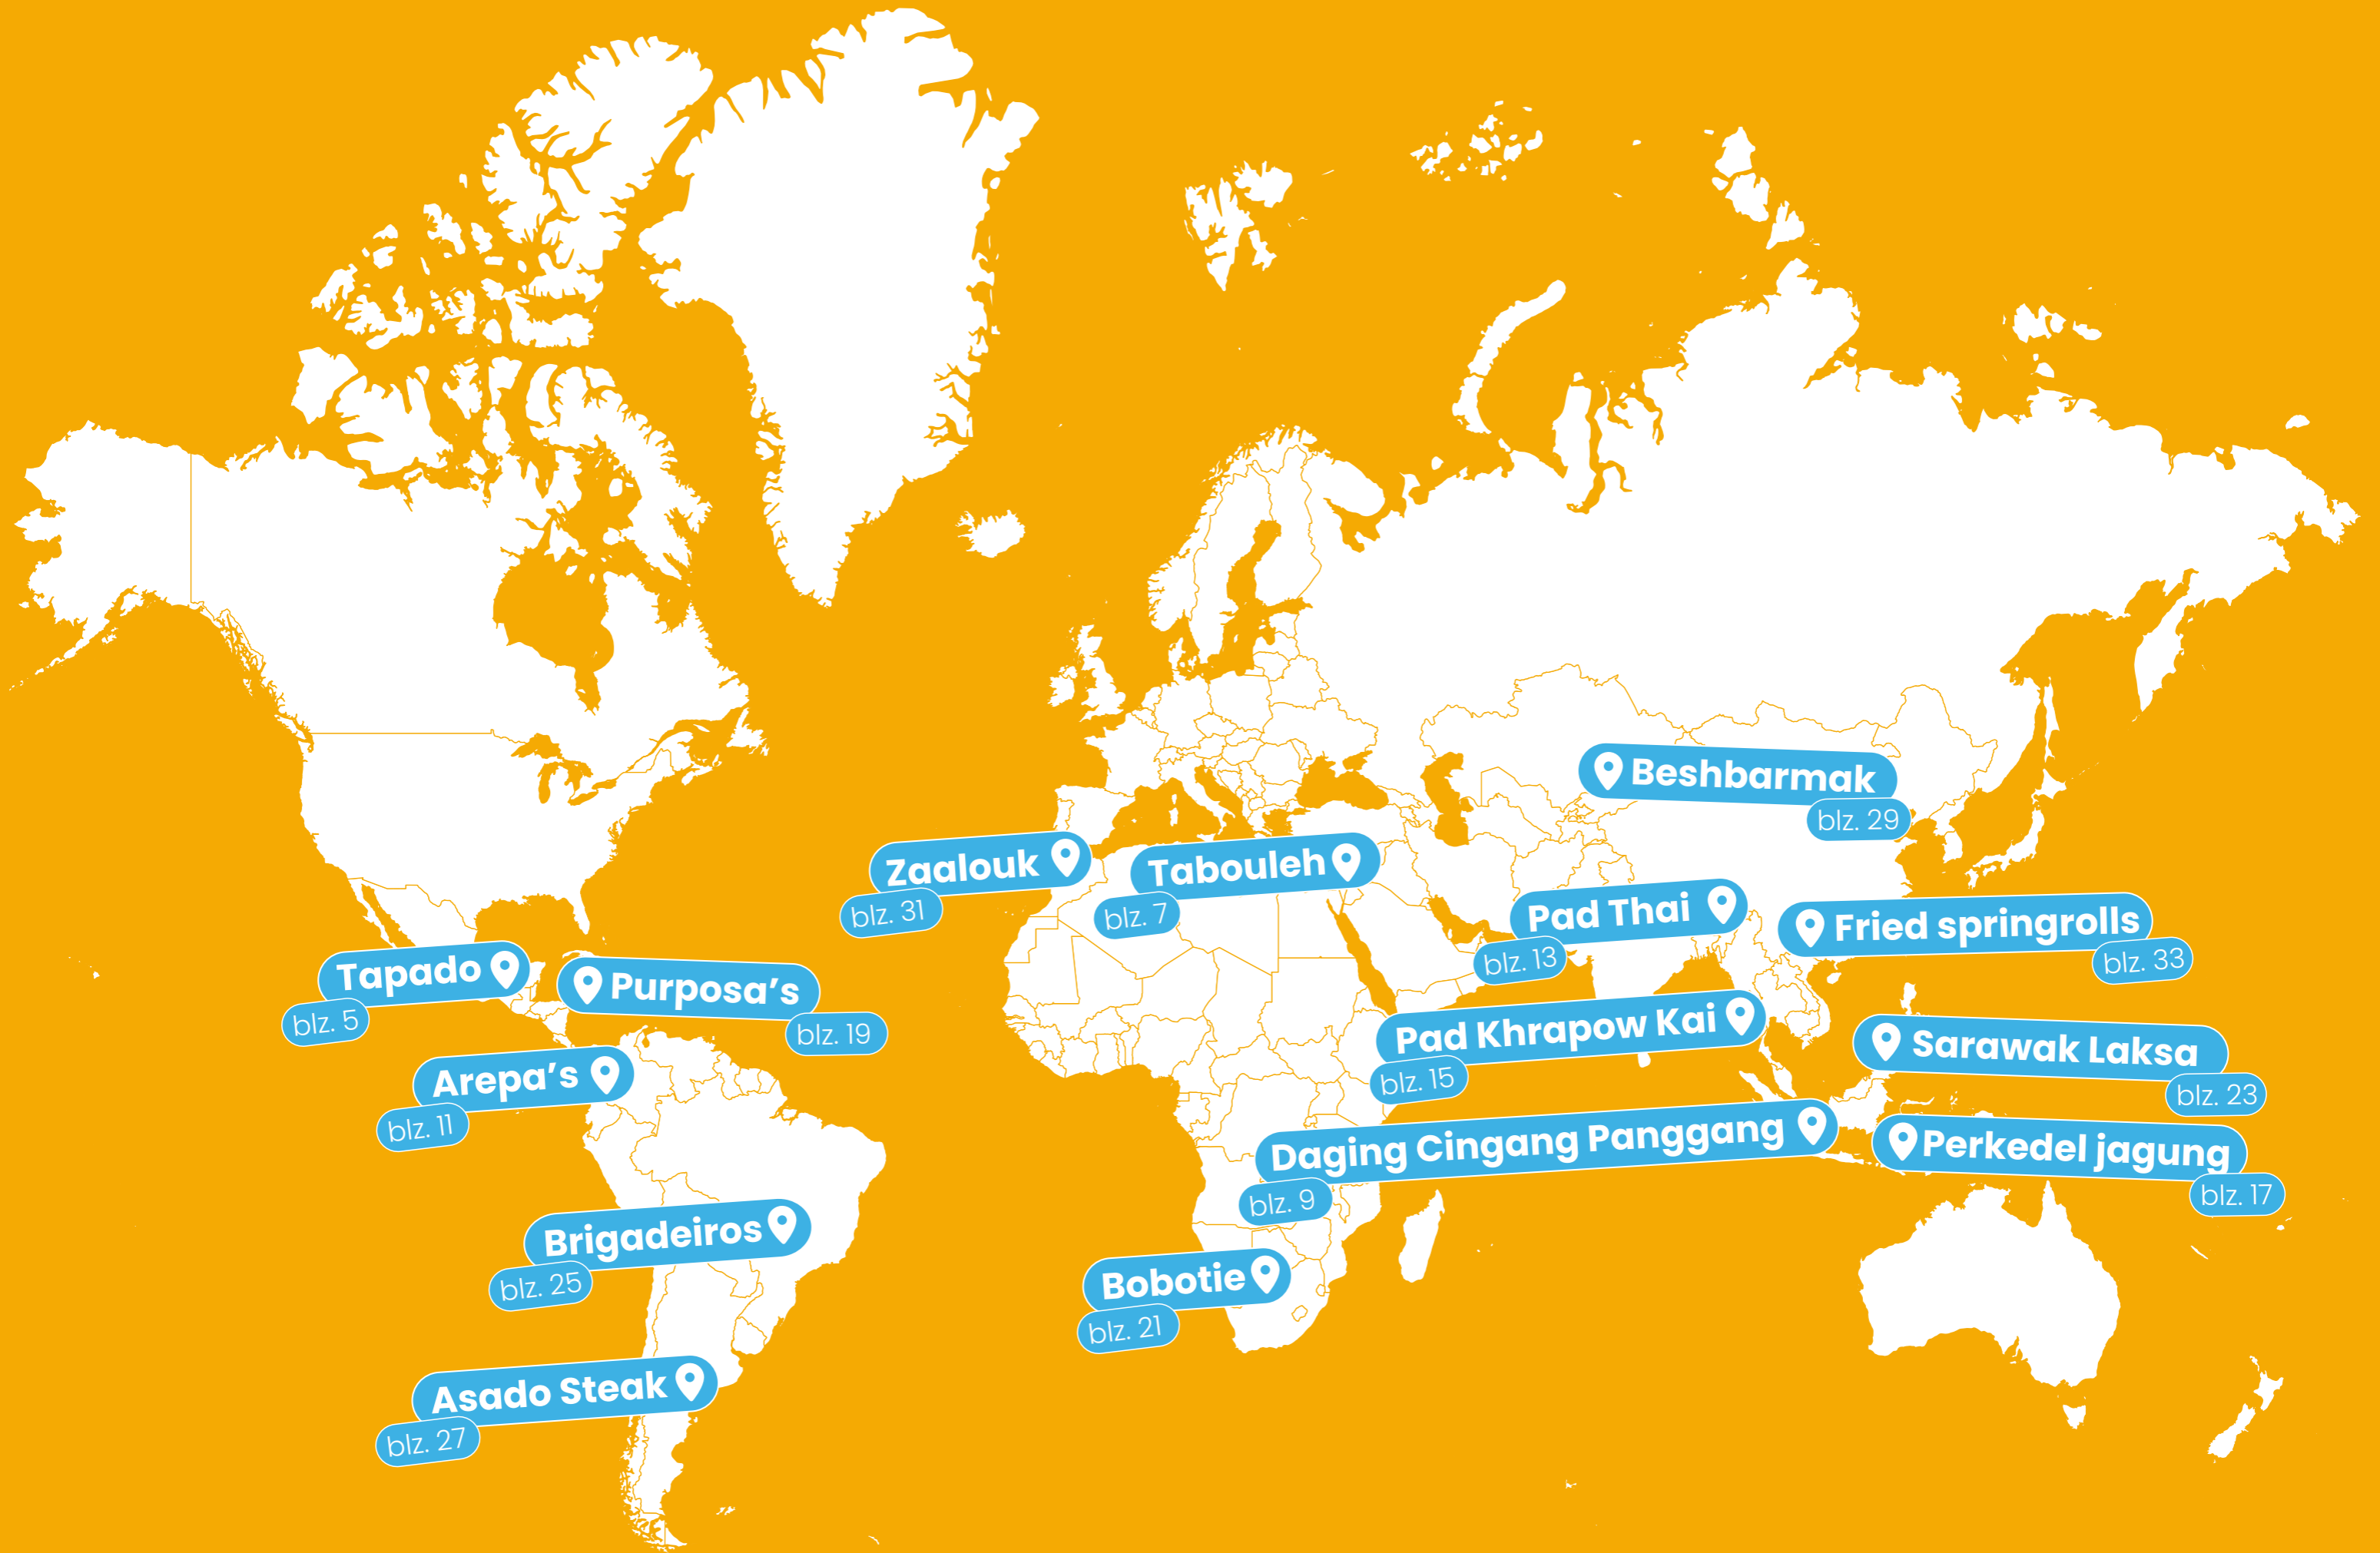 Beshbarmak
blz. 29
Zaalouk
blz. 31
Tabouleh
blz. 7
Pad Thai
blz. 13
Fried springrolls
blz. 33
Tapado
blz. 5
Purposa’s
blz. 19
Pad Khrapow Kai
blz. 15
Sarawak Laksa
blz. 23
Arepa’s
blz. 11
Daging Cingang Panggang
blz. 9
Perkedel jagung
blz. 17
Brigadeiros
blz. 25
Bobotie
blz. 21
Asado Steak
blz. 27